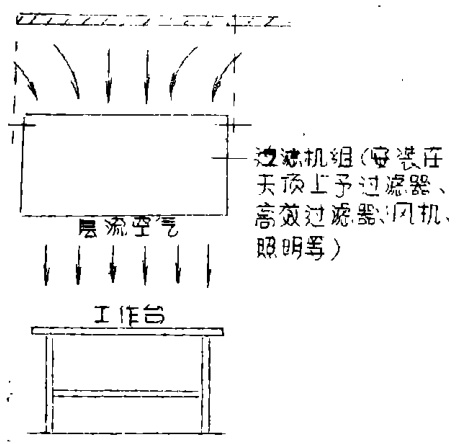 过滤机组(安装在
天顶上予过滤器、
高效过滤器、风机、
照明等)
层流空气
工作台